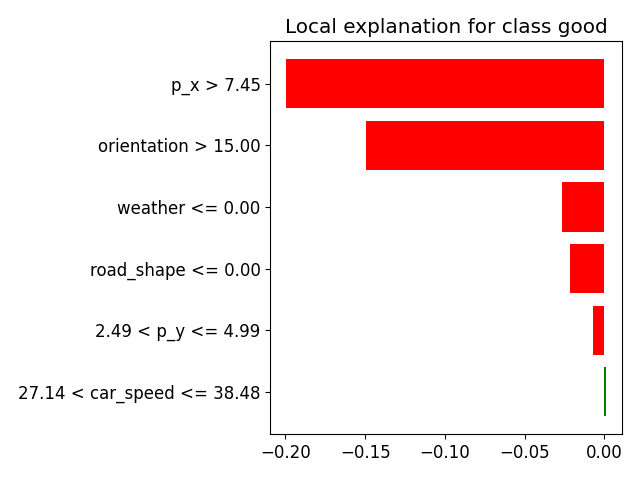 Local explanation for class good
p_x > 7.45
orientation > 15.00
weather <= 0.00
road_shape <= 0.00
2.49 < p_y <= 4.99
27.14 < car_speed <= 38.48
−0.20 −0.15 −0.10 −0.05 0.00